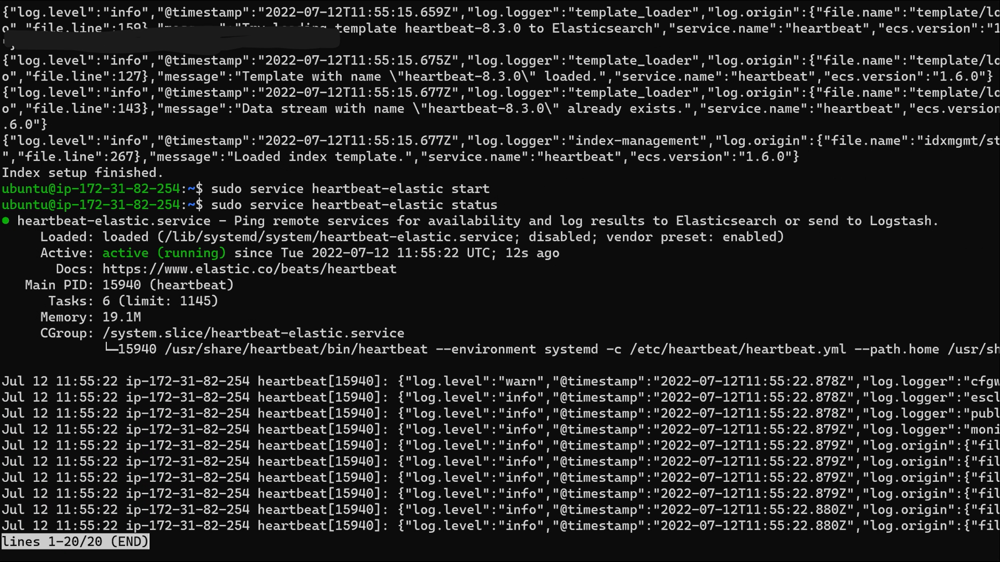 {"log.level":"info","@timestamp":"2022-07-12T11:55:15.659Z","log.logger":"template_loader","log.origin":{"file.name":"template/lo
o","file.line":159},"message":"Try loading template heartbeat-8.3.0 to Elasticsearch","service.name":"heartbeat","ecs.version":"1
"}
{"log.level":"info","@timestamp":"2022-07-12T11:55:15.675Z","log.logger":"template_loader","log.origin":{"file.name":"template/lo
o","file.line":127},"message":"Template with name \"heartbeat-8.3.0\" loaded.","service.name":"heartbeat","ecs.version":"1.6.0"}
{"log.level":"info","@timestamp":"2022-07-12T11:55:15.677Z","log.logger":"template_loader","log.origin":{"file.name":"template/lo
o","file.line":143},"message":"Data stream with name \"heartbeat-8.3.0\" already exists.","service.name":"heartbeat","ecs.version
.6.0"}
{"log.level":"info","@timestamp":"2022-07-12T11:55:15.677Z","log.logger":"index-management","log.origin":{"file.name":"idxmgmt/st
","file.line":267},"message":"Loaded index template.","service.name":"heartbeat","ecs.version":"1.6.0"}
Index setup finished.
ubuntu@ip-172-31-82-254:~$ sudo service heartbeat-elastic start
ubuntu@ip-172-31-82-254:~$ sudo service heartbeat-elastic status
● heartbeat-elastic.service - Ping remote services for availability and log results to Elasticsearch or send to Logstash.
Loaded: loaded (/lib/systemd/system/heartbeat-elastic.service; disabled; vendor preset: enabled)
Active: active (running) since Tue 2022-07-12 11:55:22 UTC; 12s ago
Docs: https://www.elastic.co/beats/heartbeat
Main PID: 15940 (heartbeat)
Tasks: 6 (limit: 1145)
Memory: 19.1M
CGroup: /system.slice/heartbeat-elastic.service
└─15940 /usr/share/heartbeat/bin/heartbeat --environment systemd -c /etc/heartbeat/heartbeat.yml --path.home /usr/sh
Jul 12 11:55:22 ip-172-31-82-254 heartbeat[15940]: {"log.level":"warn","@timestamp":"2022-07-12T11:55:22.878Z","log.logger":"cfgw
Jul 12 11:55:22 ip-172-31-82-254 heartbeat[15940]: {"log.level":"info","@timestamp":"2022-07-12T11:55:22.878Z","log.logger":"escl
Jul 12 11:55:22 ip-172-31-82-254 heartbeat[15940]: {"log.level":"info","@timestamp":"2022-07-12T11:55:22.878Z","log.logger":"publ
Jul 12 11:55:22 ip-172-31-82-254 heartbeat[15940]: {"log.level":"info","@timestamp":"2022-07-12T11:55:22.879Z","log.logger":"moni
Jul 12 11:55:22 ip-172-31-82-254 heartbeat[15940]: {"log.level":"info","@timestamp":"2022-07-12T11:55:22.879Z","log.origin":{"fil
Jul 12 11:55:22 ip-172-31-82-254 heartbeat[15940]: {"log.level":"info","@timestamp":"2022-07-12T11:55:22.879Z","log.origin":{"fil
Jul 12 11:55:22 ip-172-31-82-254 heartbeat[15940]: {"log.level":"info","@timestamp":"2022-07-12T11:55:22.879Z","log.origin":{"fil
Jul 12 11:55:22 ip-172-31-82-254 heartbeat[15940]: {"log.level":"info","@timestamp":"2022-07-12T11:55:22.879Z","log.origin":{"fil
Jul 12 11:55:22 ip-172-31-82-254 heartbeat[15940]: {"log.level":"info","@timestamp":"2022-07-12T11:55:22.880Z","log.origin":{"fil
Jul 12 11:55:22 ip-172-31-82-254 heartbeat[15940]: {"log.level":"info","@timestamp":"2022-07-12T11:55:22.880Z","log.origin":{"fil
lines 1-20/20 (END)